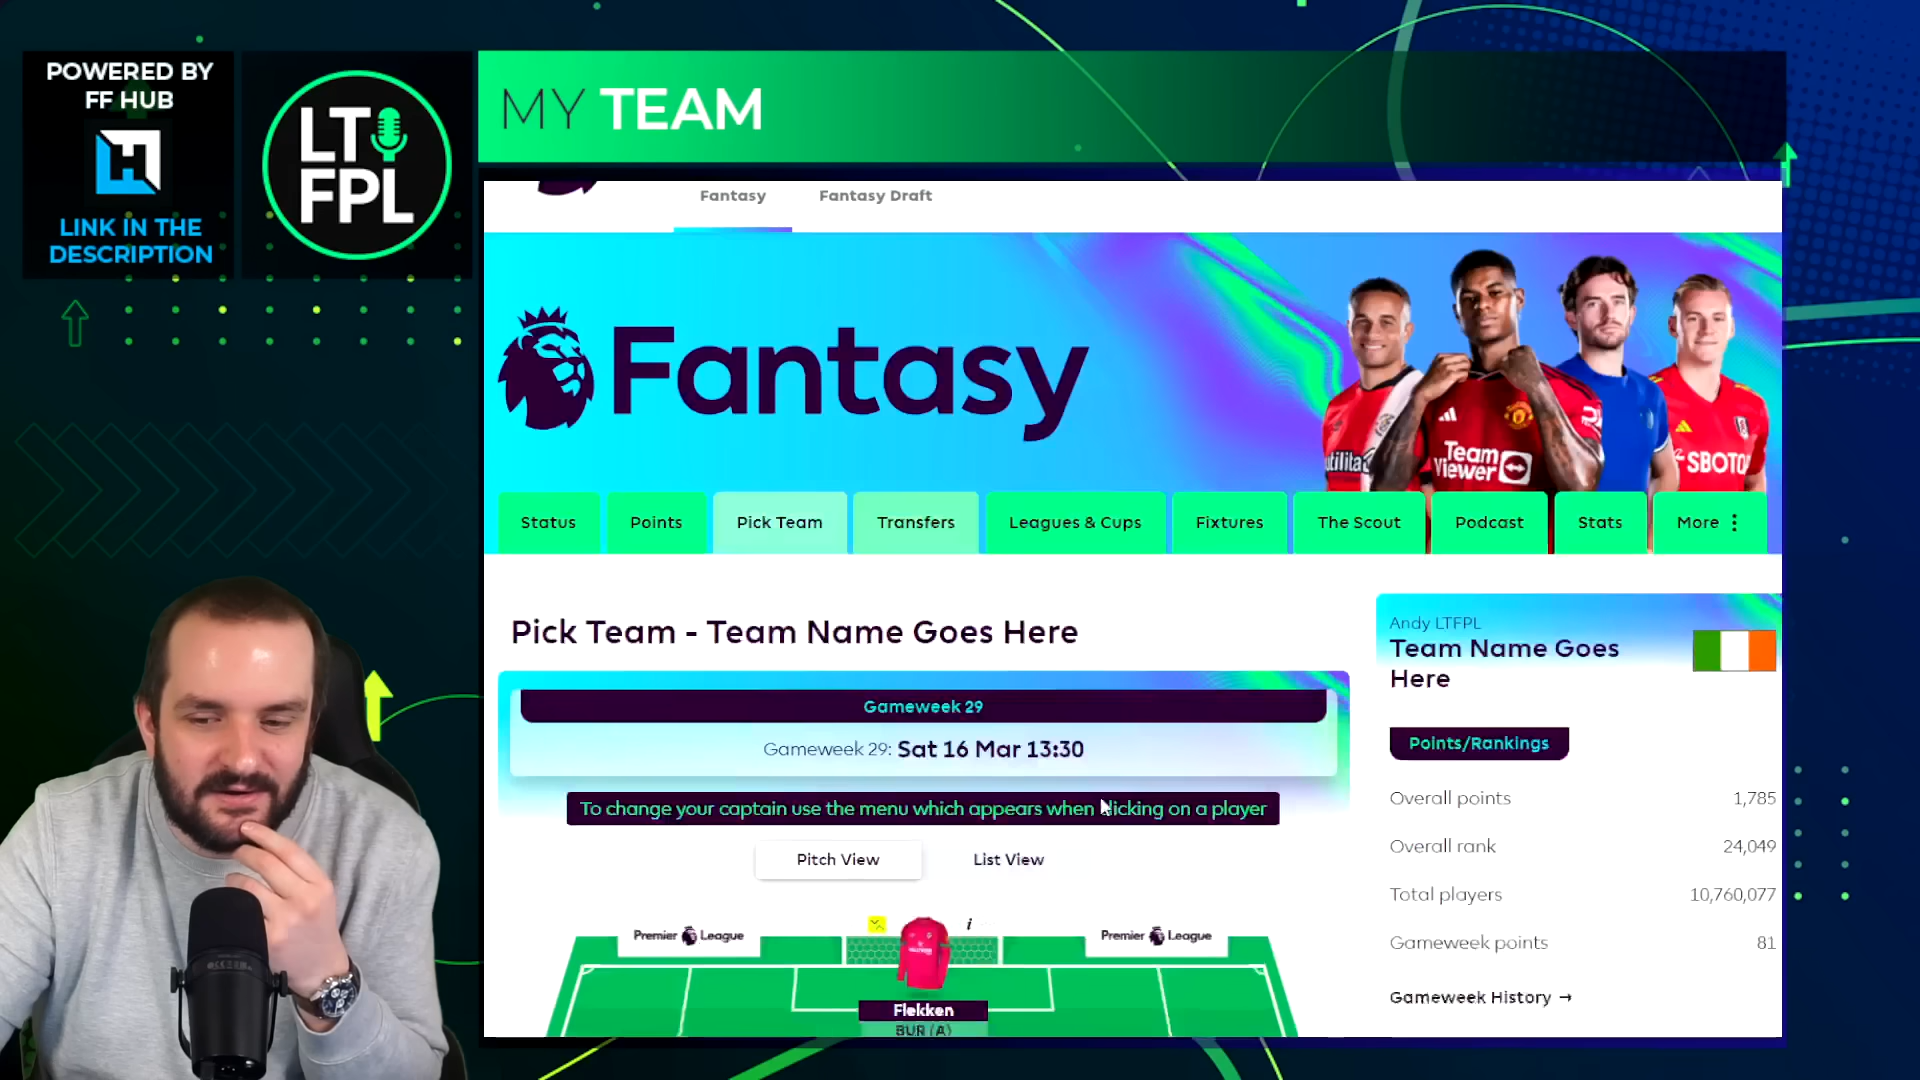 POWERED BY
FF HUB
LINK IN THE
DESCRIPTION
LT
FPL
MY TEAM
Fantasy
Fantasy Draft
Fantasy
utilita
Team
Viewer
SBOTO
Status
Points
Pick Team
Transfers
Leagues & Cups
Fixtures
The Scout
Podcast
Stats
More
Pick Team - Team Name Goes Here
Gameweek 29
Gameweek 29: Sat 16 Mar 13:30
To change your captain use the menu which appears when clicking on a player
Pitch View
List View
Premier League
i
Premier League
Flekken
BUR (A)
Andy LTFPL
Team Name Goes
Here
Points/Rankings
Overall points 1,785
Overall rank 24,049
Total players 10,760,077
Gameweek points 81
Gameweek History →